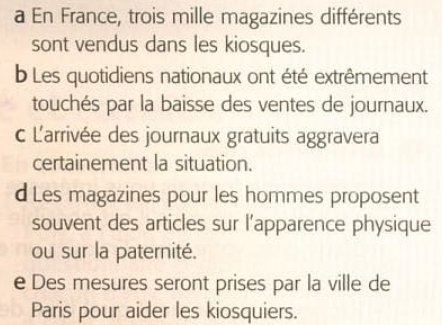 a En France, trois mille magazines différents
sont vendus dans les kiosques.
b Les quotidiens nationaux ont été extrêmement
touchés par la baisse des ventes de journaux.
c L'arrivée des journaux gratuits aggravera
certainement la situation.
d Les magazines pour les hommes proposent
souvent des articles sur l'apparence physique
ou sur la paternité.
e Des mesures seront prises par la ville de
Paris pour aider les kiosquiers.